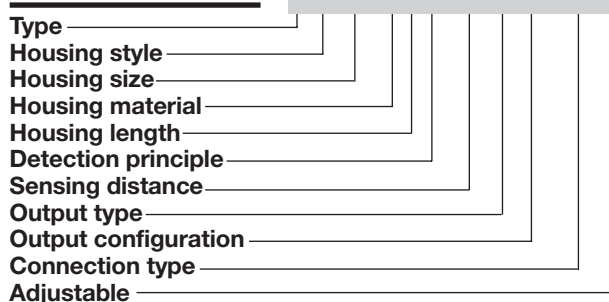 Type
Housing style
Housing size
Housing material
Housing length
Detection principle
Sensing distance
Output type
Output configuration
Connection type
Adjustable